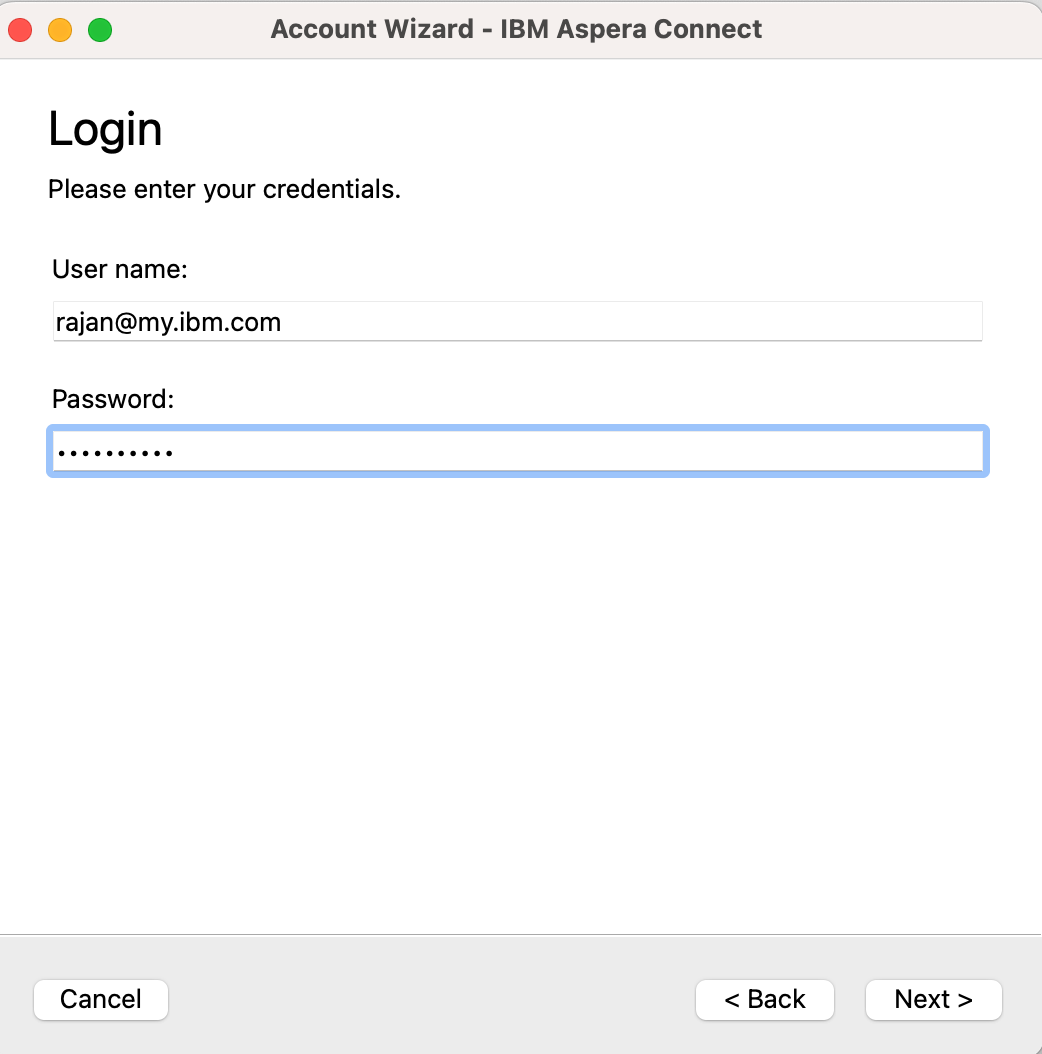 Account Wizard - IBM Aspera Connect
Login
Please enter your credentials.
User name:
rajan@my.ibm.com
Password:
••••••••••
Cancel
< Back
Next >